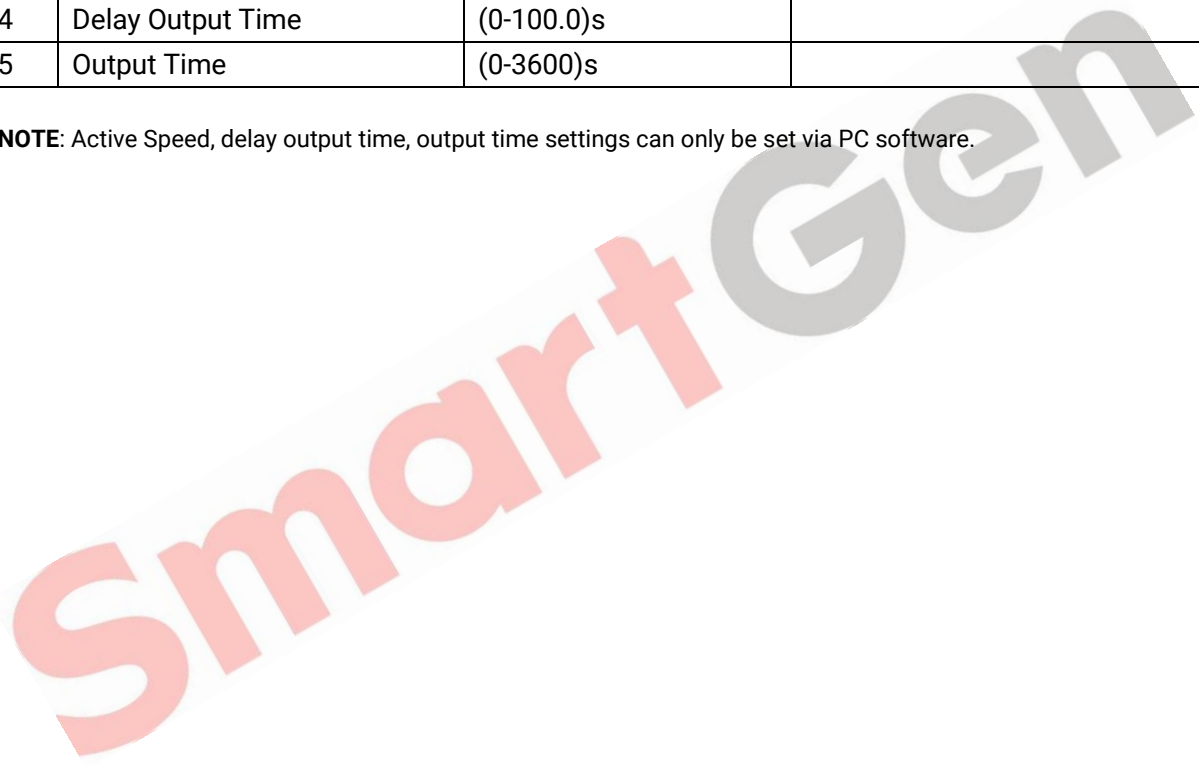 4 Delay Output Time (0-100.0)s
5 Output Time (0-3600)s
NOTE: Active Speed, delay output time, output time settings can only be set via PC software.
SmartGen